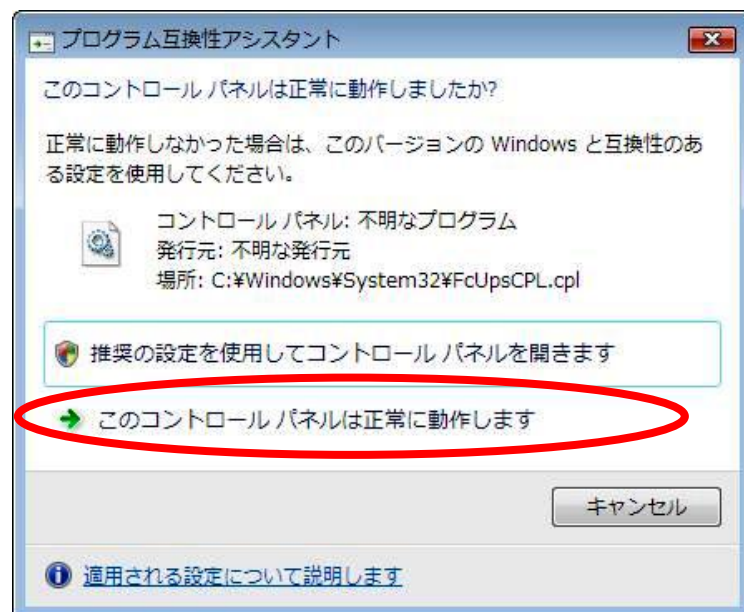 プログラム互換性アシスタント
このコントロール パネルは正常に動作しましたか?
正常に動作しなかった場合は、このバージョンの Windows と互換性のあ
る設定を使用してください。
コントロール パネル: 不明なプログラム
発行元: 不明な発行元
場所: C:¥Windows¥System32¥FcUpsCPL.cpl
推奨の設定を使用してコントロール パネルを開きます
このコントロール パネルは正常に動作します
キャンセル
適用される設定について説明します